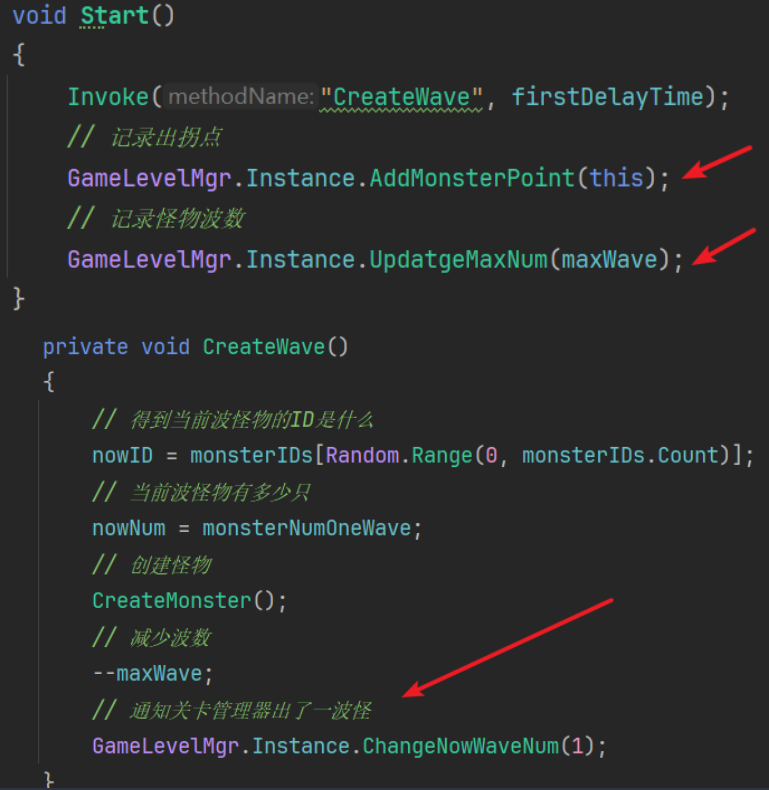 void Start()
{
Invoke(methodName:"CreateWave", firstDelayTime);
// 记录出拐点
GameLevelMgr.Instance.AddMonsterPoint(this);
// 记录怪物波数
GameLevelMgr.Instance.UpdatgeMaxNum(maxWave);
}
private void CreateWave()
{
// 得到当前波怪物的ID是什么
nowID = monsterIDs[Random.Range(0, monsterIDs.Count)];
// 当前波怪物有多少只
nowNum = monsterNumOneWave;
// 创建怪物
CreateMonster();
// 减少波数
--maxWave;
// 通知关卡管理器出了一波怪
GameLevelMgr.Instance.ChangeNowWaveNum(1);
}